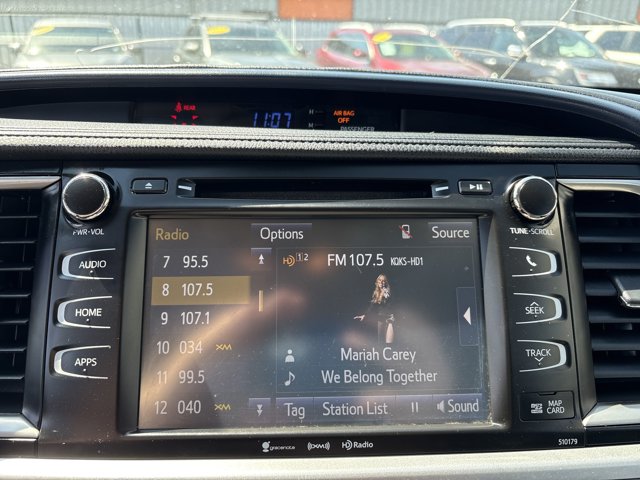 REAR
11:07
H
M
AIR BAG
OFF
PASSENGER
PWR•VOL
TUNE•SCROLL
AUDIO
HOME
APPS
SEEK
TRACK
MAP
CARD
Radio
Options
Source
7 95.5
8 107.5
9 107.1
10 034 XM
11 99.5
12 040 XM
HD 1 2
FM 107.5 KQKS-HD1
Mariah Carey
We Belong Together
Tag
Station List
Sound
gracenote
((XM))
HD Radio
510179